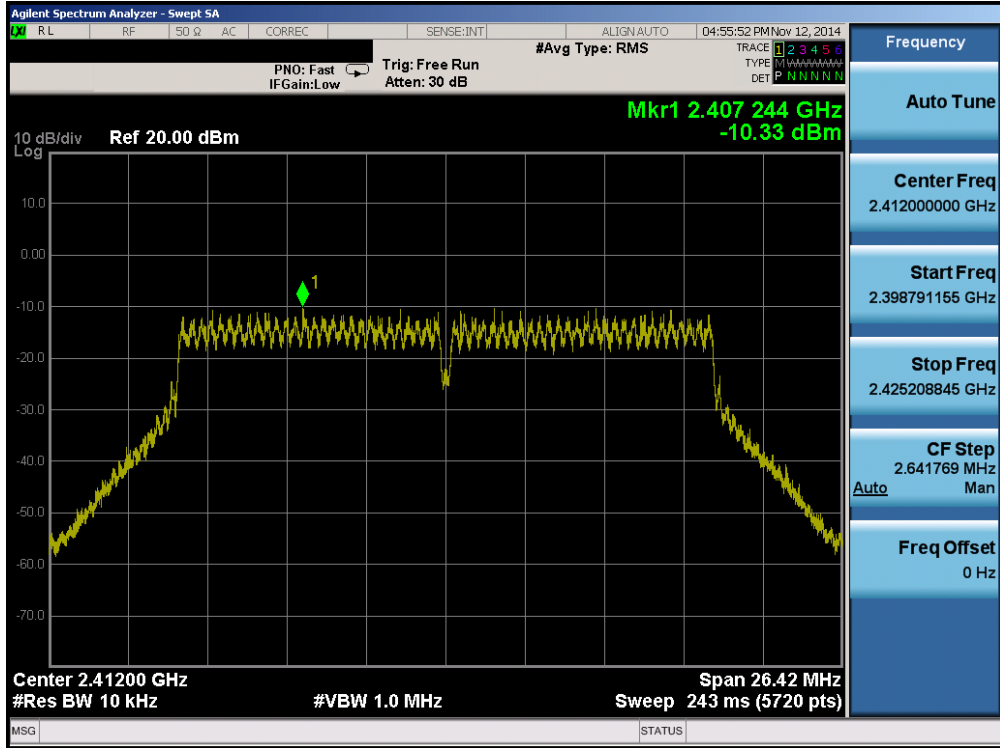 Agilent Spectrum Analyzer - Swept SA
LXI RL RF 50 Ω AC CORREC SENSE:INT ALIGN AUTO 04:55:52 PM Nov 12, 2014
#Avg Type: RMS TRACE 1 2 3 4 5 6
PNO: Fast Trig: Free Run TYPE M WWWWW
IFGain:Low Atten: 30 dB DET P N N N N N
Mkr1 2.407 244 GHz
10 dB/div Ref 20.00 dBm -10.33 dBm
Log
1
10.0
0.00
-10.0
-20.0
-30.0
-40.0
-50.0
-60.0
-70.0
Center 2.41200 GHz Span 26.42 MHz
#Res BW 10 kHz #VBW 1.0 MHz Sweep 243 ms (5720 pts)
MSG STATUS
Frequency
Auto Tune
Center Freq
2.412000000 GHz
Start Freq
2.398791155 GHz
Stop Freq
2.425208845 GHz
CF Step
2.641769 MHz
Auto Man
Freq Offset
0 Hz